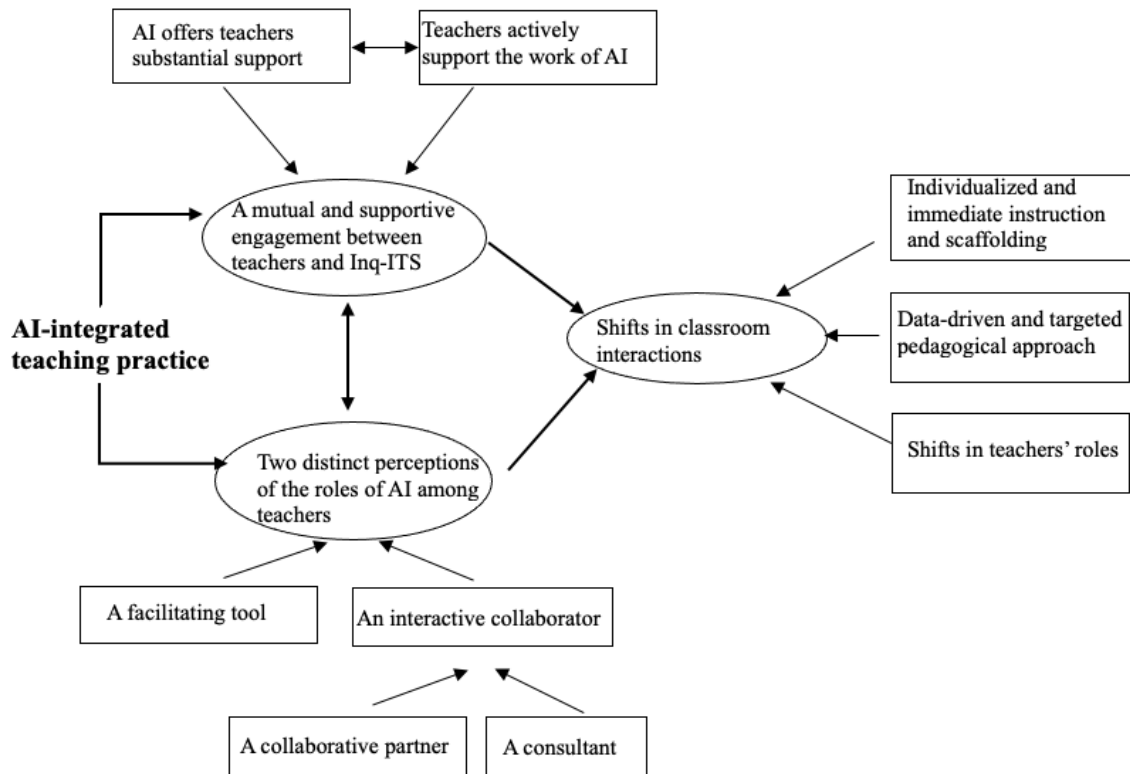 AI offers teachers
substantial support
Teachers actively
support the work of AI
A mutual and supportive
engagement between
teachers and Inq-ITS
Individualized and
immediate instruction
and scaffolding
AI-integrated
teaching practice
Shifts in classroom
interactions
Data-driven and targeted
pedagogical approach
Two distinct perceptions
of the roles of AI among
teachers
Shifts in teachers’ roles
A facilitating tool
An interactive collaborator
A collaborative partner
A consultant